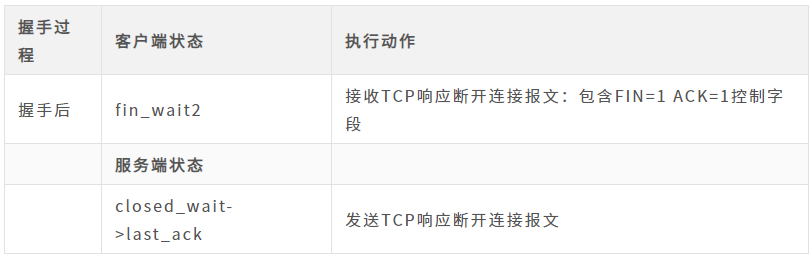 握手过
程
客户端状态
执行动作
握手后
fin_wait2
接收TCP响应断开连接报文：包含FIN=1 ACK=1控制字
段
服务端状态
closed_wait-
>last_ack
发送TCP响应断开连接报文